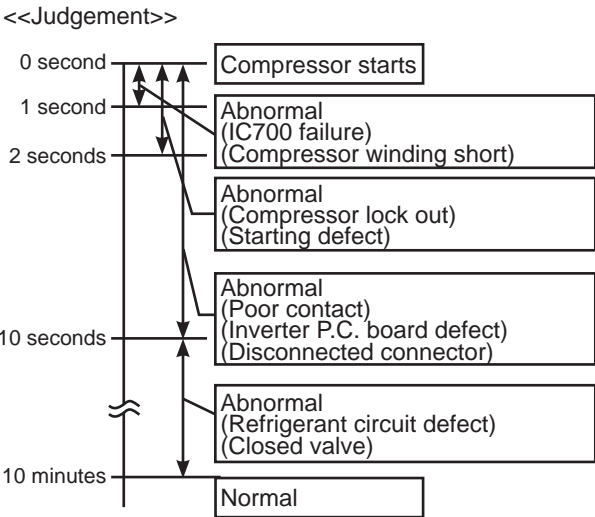 <<Judgement>>
0 second
Compressor starts
1 second
Abnormal
(IC700 failure)
(Compressor winding short)
2 seconds
Abnormal
(Compressor lock out)
(Starting defect)
Abnormal
(Poor contact)
(Inverter P.C. board defect)
(Disconnected connector)
10 seconds
Abnormal
(Refrigerant circuit defect)
(Closed valve)
10 minutes
Normal